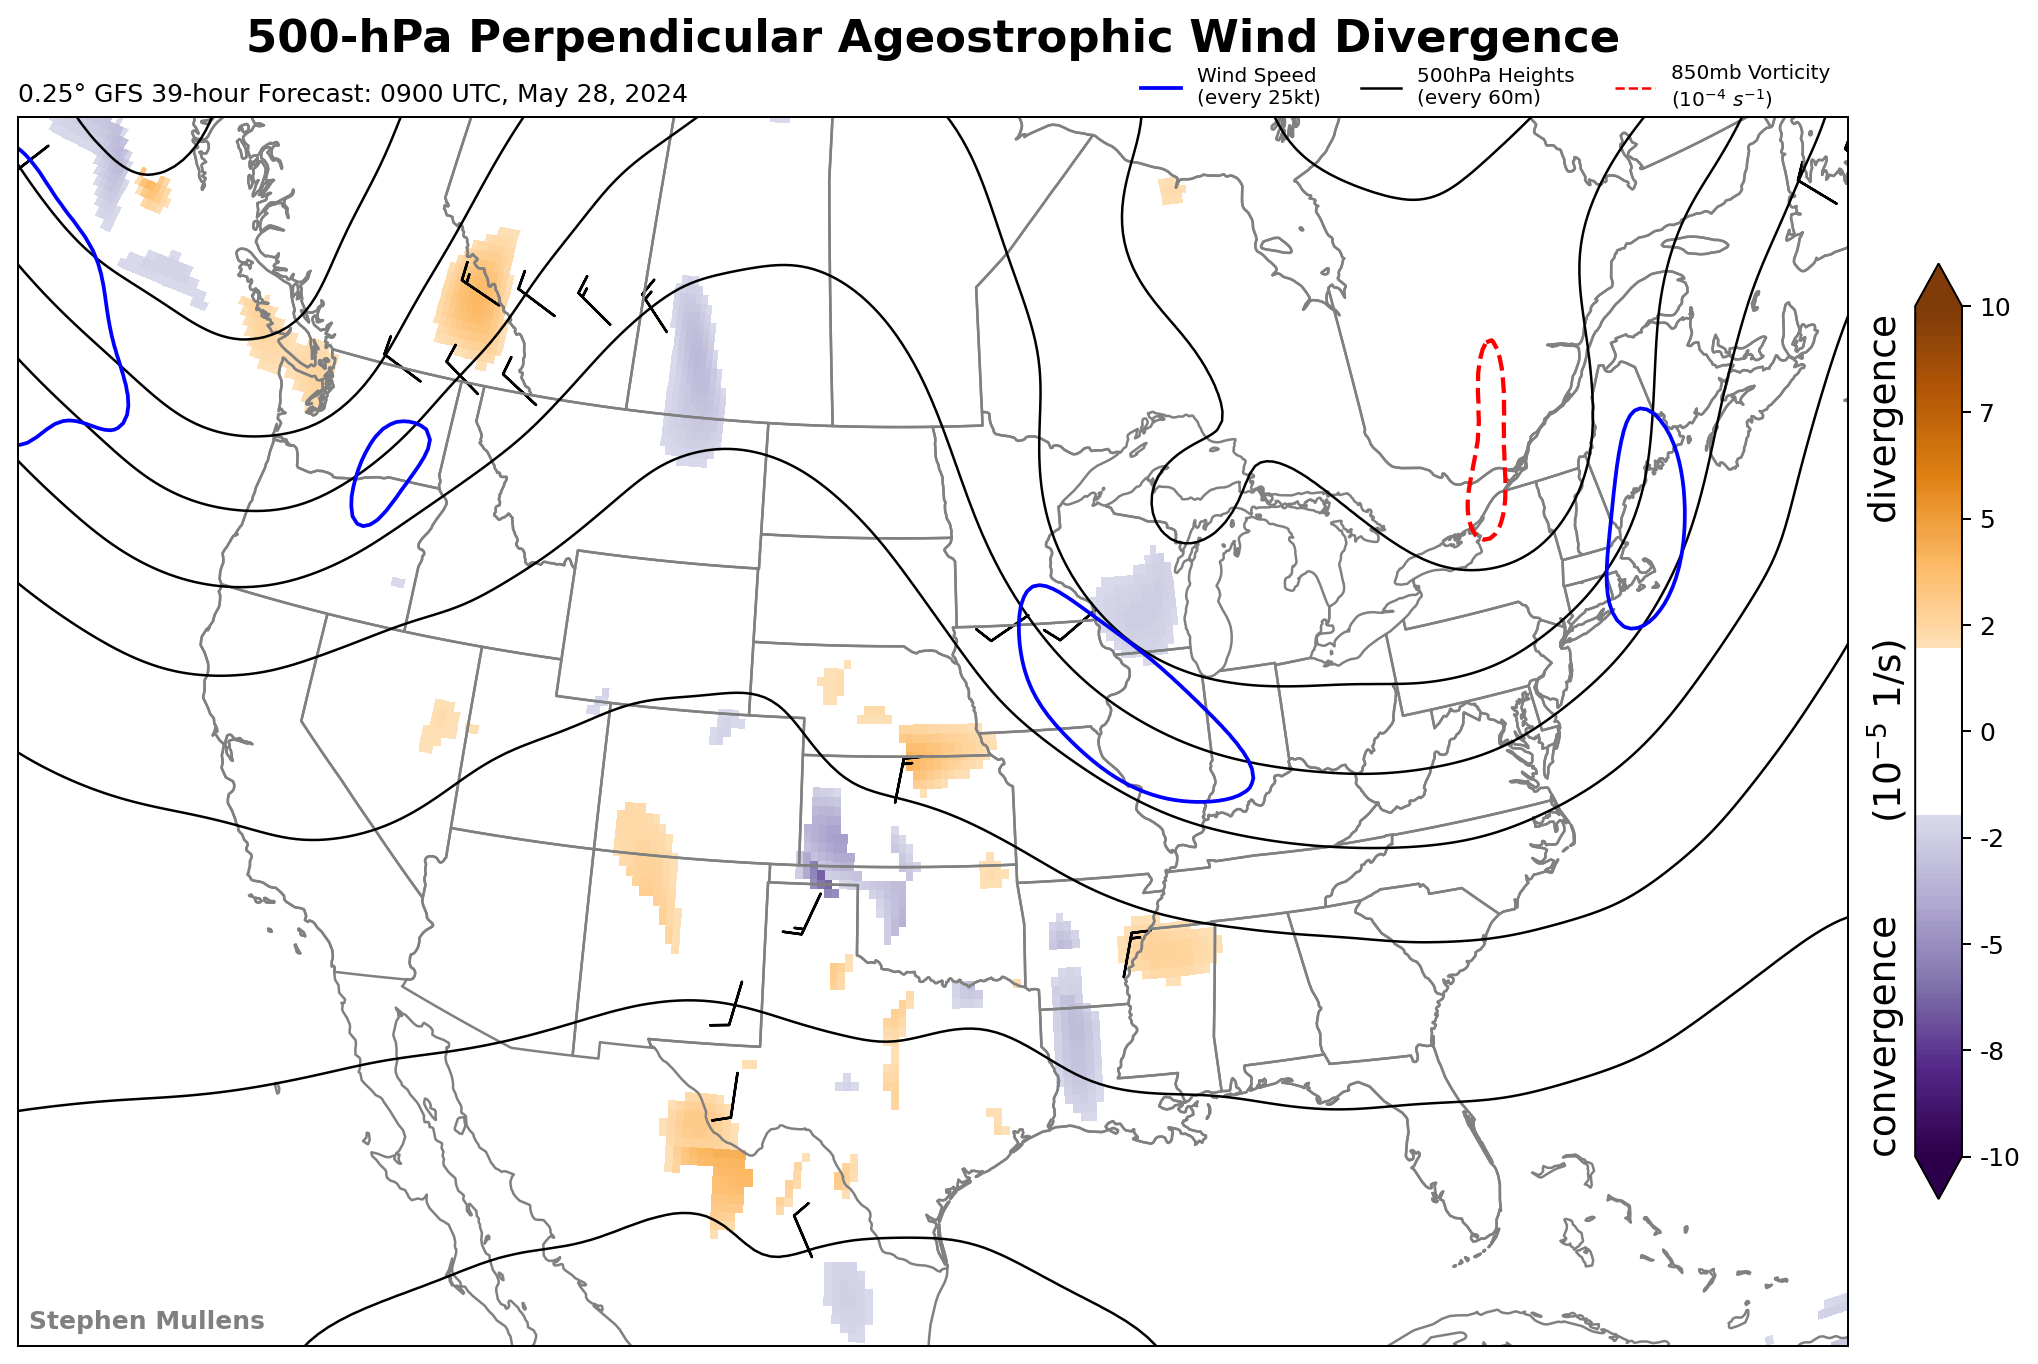 500-hPa Perpendicular Ageostrophic Wind Divergence
0.25° GFS 39-hour Forecast: 0900 UTC, May 28, 2024
Wind Speed
(every 25kt)
500hPa Heights
(every 60m)
850mb Vorticity
(10⁻⁴ s⁻¹)
10
7
5
2
0
-2
-5
-8
-10
convergence (10⁻⁵ 1/s) divergence
Stephen Mullens